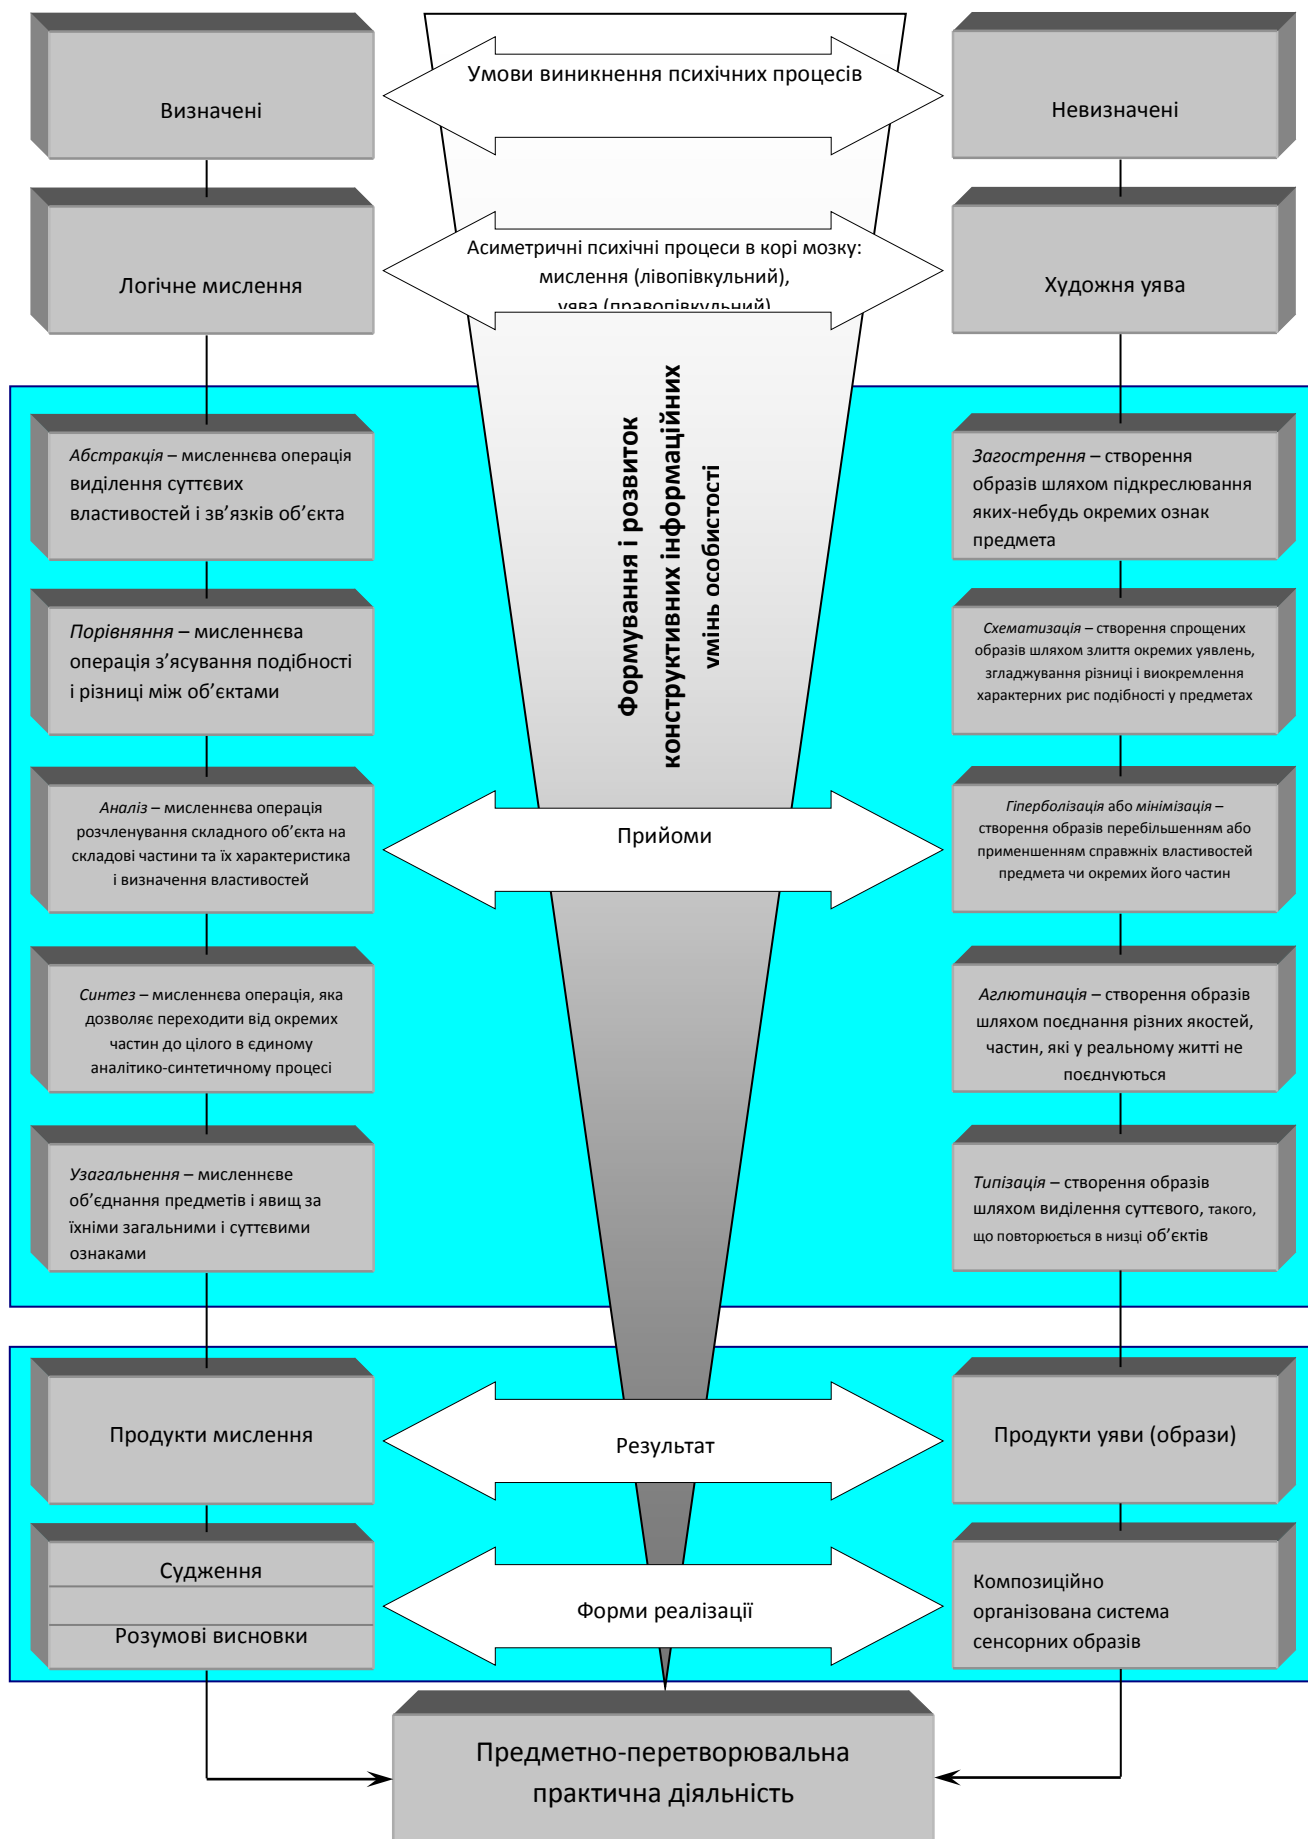 Умови виникнення психічних процесів
Визначені
Невизначені
Асиметричні психічні процеси в корі мозку:
мислення (лівопівкульний),
уява (правопівкульний)
Логічне мислення
Художня уява
Формування і розвиток
конструктивних інформаційних
умінь особистості
Абстракція – мисленнєва операція
виділення суттєвих
властивостей і зв’язків об’єкта
Загострення – створення
образів шляхом підкреслювання
яких-небудь окремих ознак
предмета
Порівняння – мисленнєва
операція з’ясування подібності
і різниці між об’єктами
Схематизація – створення спрощених
образів шляхом злиття окремих уявлень,
згладжування різниці і виокремлення
характерних рис подібності у предметах
Аналіз – мисленнєва операція
розчленування складного об’єкта на
складові частини та їх характеристика
і визначення властивостей
Прийоми
Гіперболізація або мінімізація –
створення образів перебільшенням або
применшенням справжніх властивостей
предмета чи окремих його частин
Синтез – мисленнєва операція, яка
дозволяє переходити від окремих
частин до цілого в єдиному
аналітико-синтетичному процесі
Аглютинація – створення образів
шляхом поєднання різних якостей,
частин, які у реальному житті не
поєднуються
Узагальнення – мисленнєве
об’єднання предметів і явищ за
їхніми загальними і суттєвими
ознаками
Типізація – створення образів
шляхом виділення суттєвого, такого,
що повторюється в низці об’єктів
Продукти мислення
Результат
Продукти уяви (образи)
Судження
Розумові висновки
Форми реалізації
Композиційно
організована система
сенсорних образів
Предметно-перетворювальна
практична діяльність